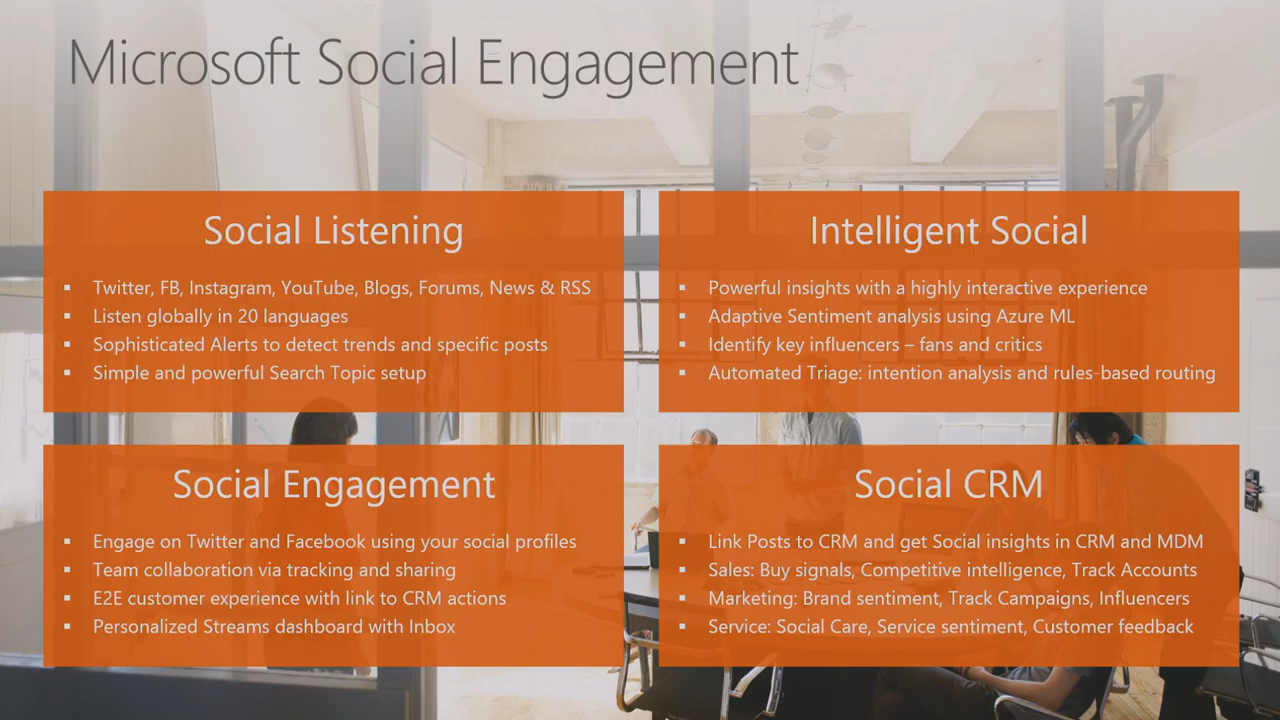 Microsoft Social Engagement
Social Listening
▪ Twitter, FB, Instagram, YouTube, Blogs, Forums, News & RSS
▪ Listen globally in 20 languages
▪ Sophisticated Alerts to detect trends and specific posts
▪ Simple and powerful Search Topic setup
Intelligent Social
▪ Powerful insights with a highly interactive experience
▪ Adaptive Sentiment analysis using Azure ML
▪ Identify key influencers – fans and critics
▪ Automated Triage: intention analysis and rules-based routing
Social Engagement
▪ Engage on Twitter and Facebook using your social profiles
▪ Team collaboration via tracking and sharing
▪ E2E customer experience with link to CRM actions
▪ Personalized Streams dashboard with Inbox
Social CRM
▪ Link Posts to CRM and get Social insights in CRM and MDM
▪ Sales: Buy signals, Competitive intelligence, Track Accounts
▪ Marketing: Brand sentiment, Track Campaigns, Influencers
▪ Service: Social Care, Service sentiment, Customer feedback